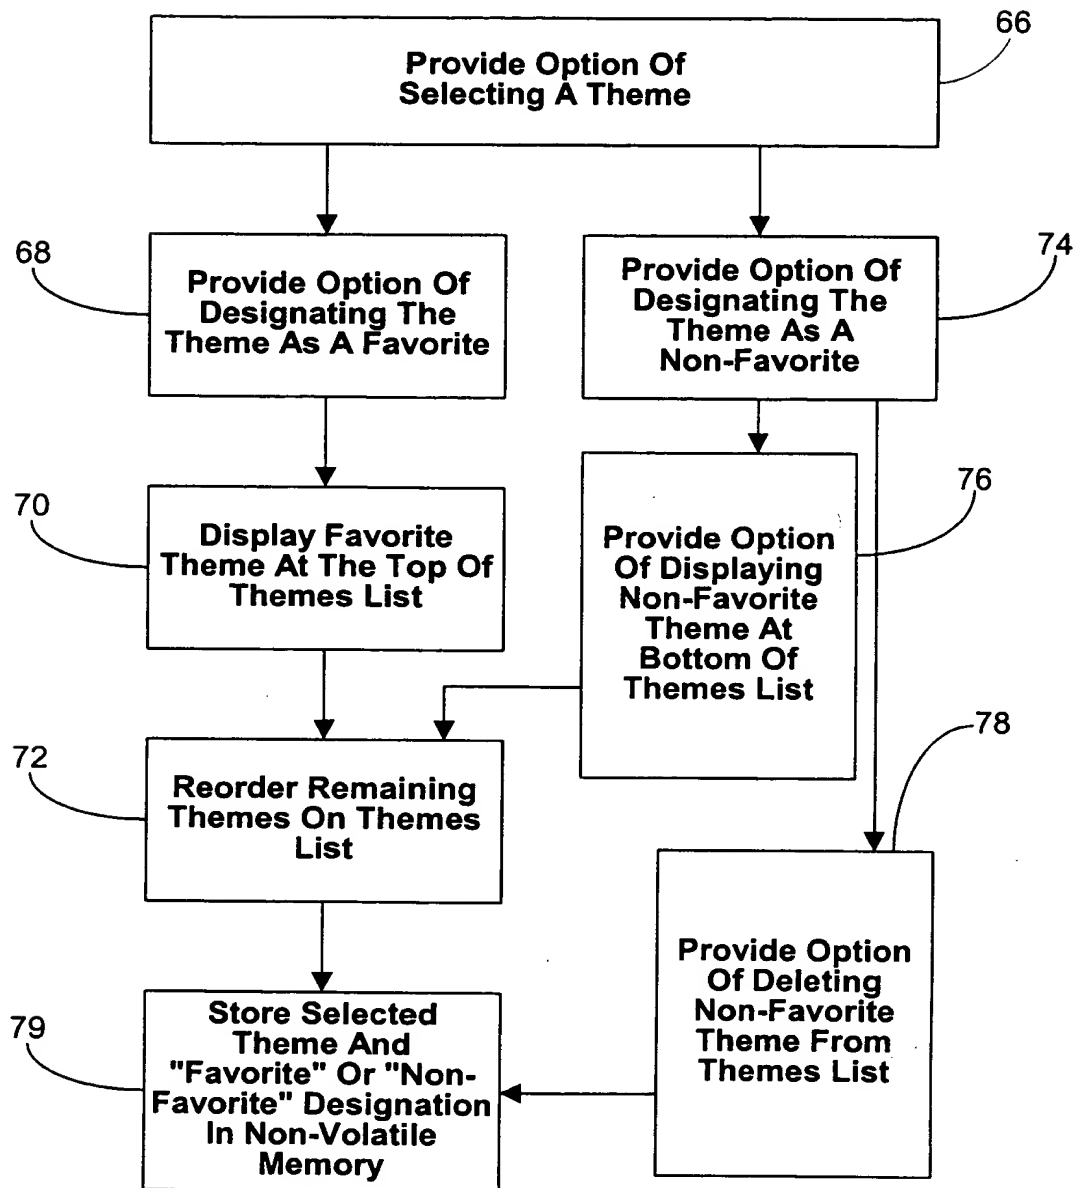 66
Provide Option Of
Selecting A Theme
68
Provide Option Of
Designating The
Theme As A Favorite
74
Provide Option Of
Designating The
Theme As A
Non-Favorite
70
Display Favorite
Theme At The Top Of
Themes List
76
Provide Option
Of Displaying
Non-Favorite
Theme At
Bottom Of
Themes List
72
Reorder Remaining
Themes On Themes
List
78
Provide Option
Of Deleting
Non-Favorite
Theme From
Themes List
79
Store Selected
Theme And
"Favorite" Or "Non-
Favorite" Designation
In Non-Volatile
Memory